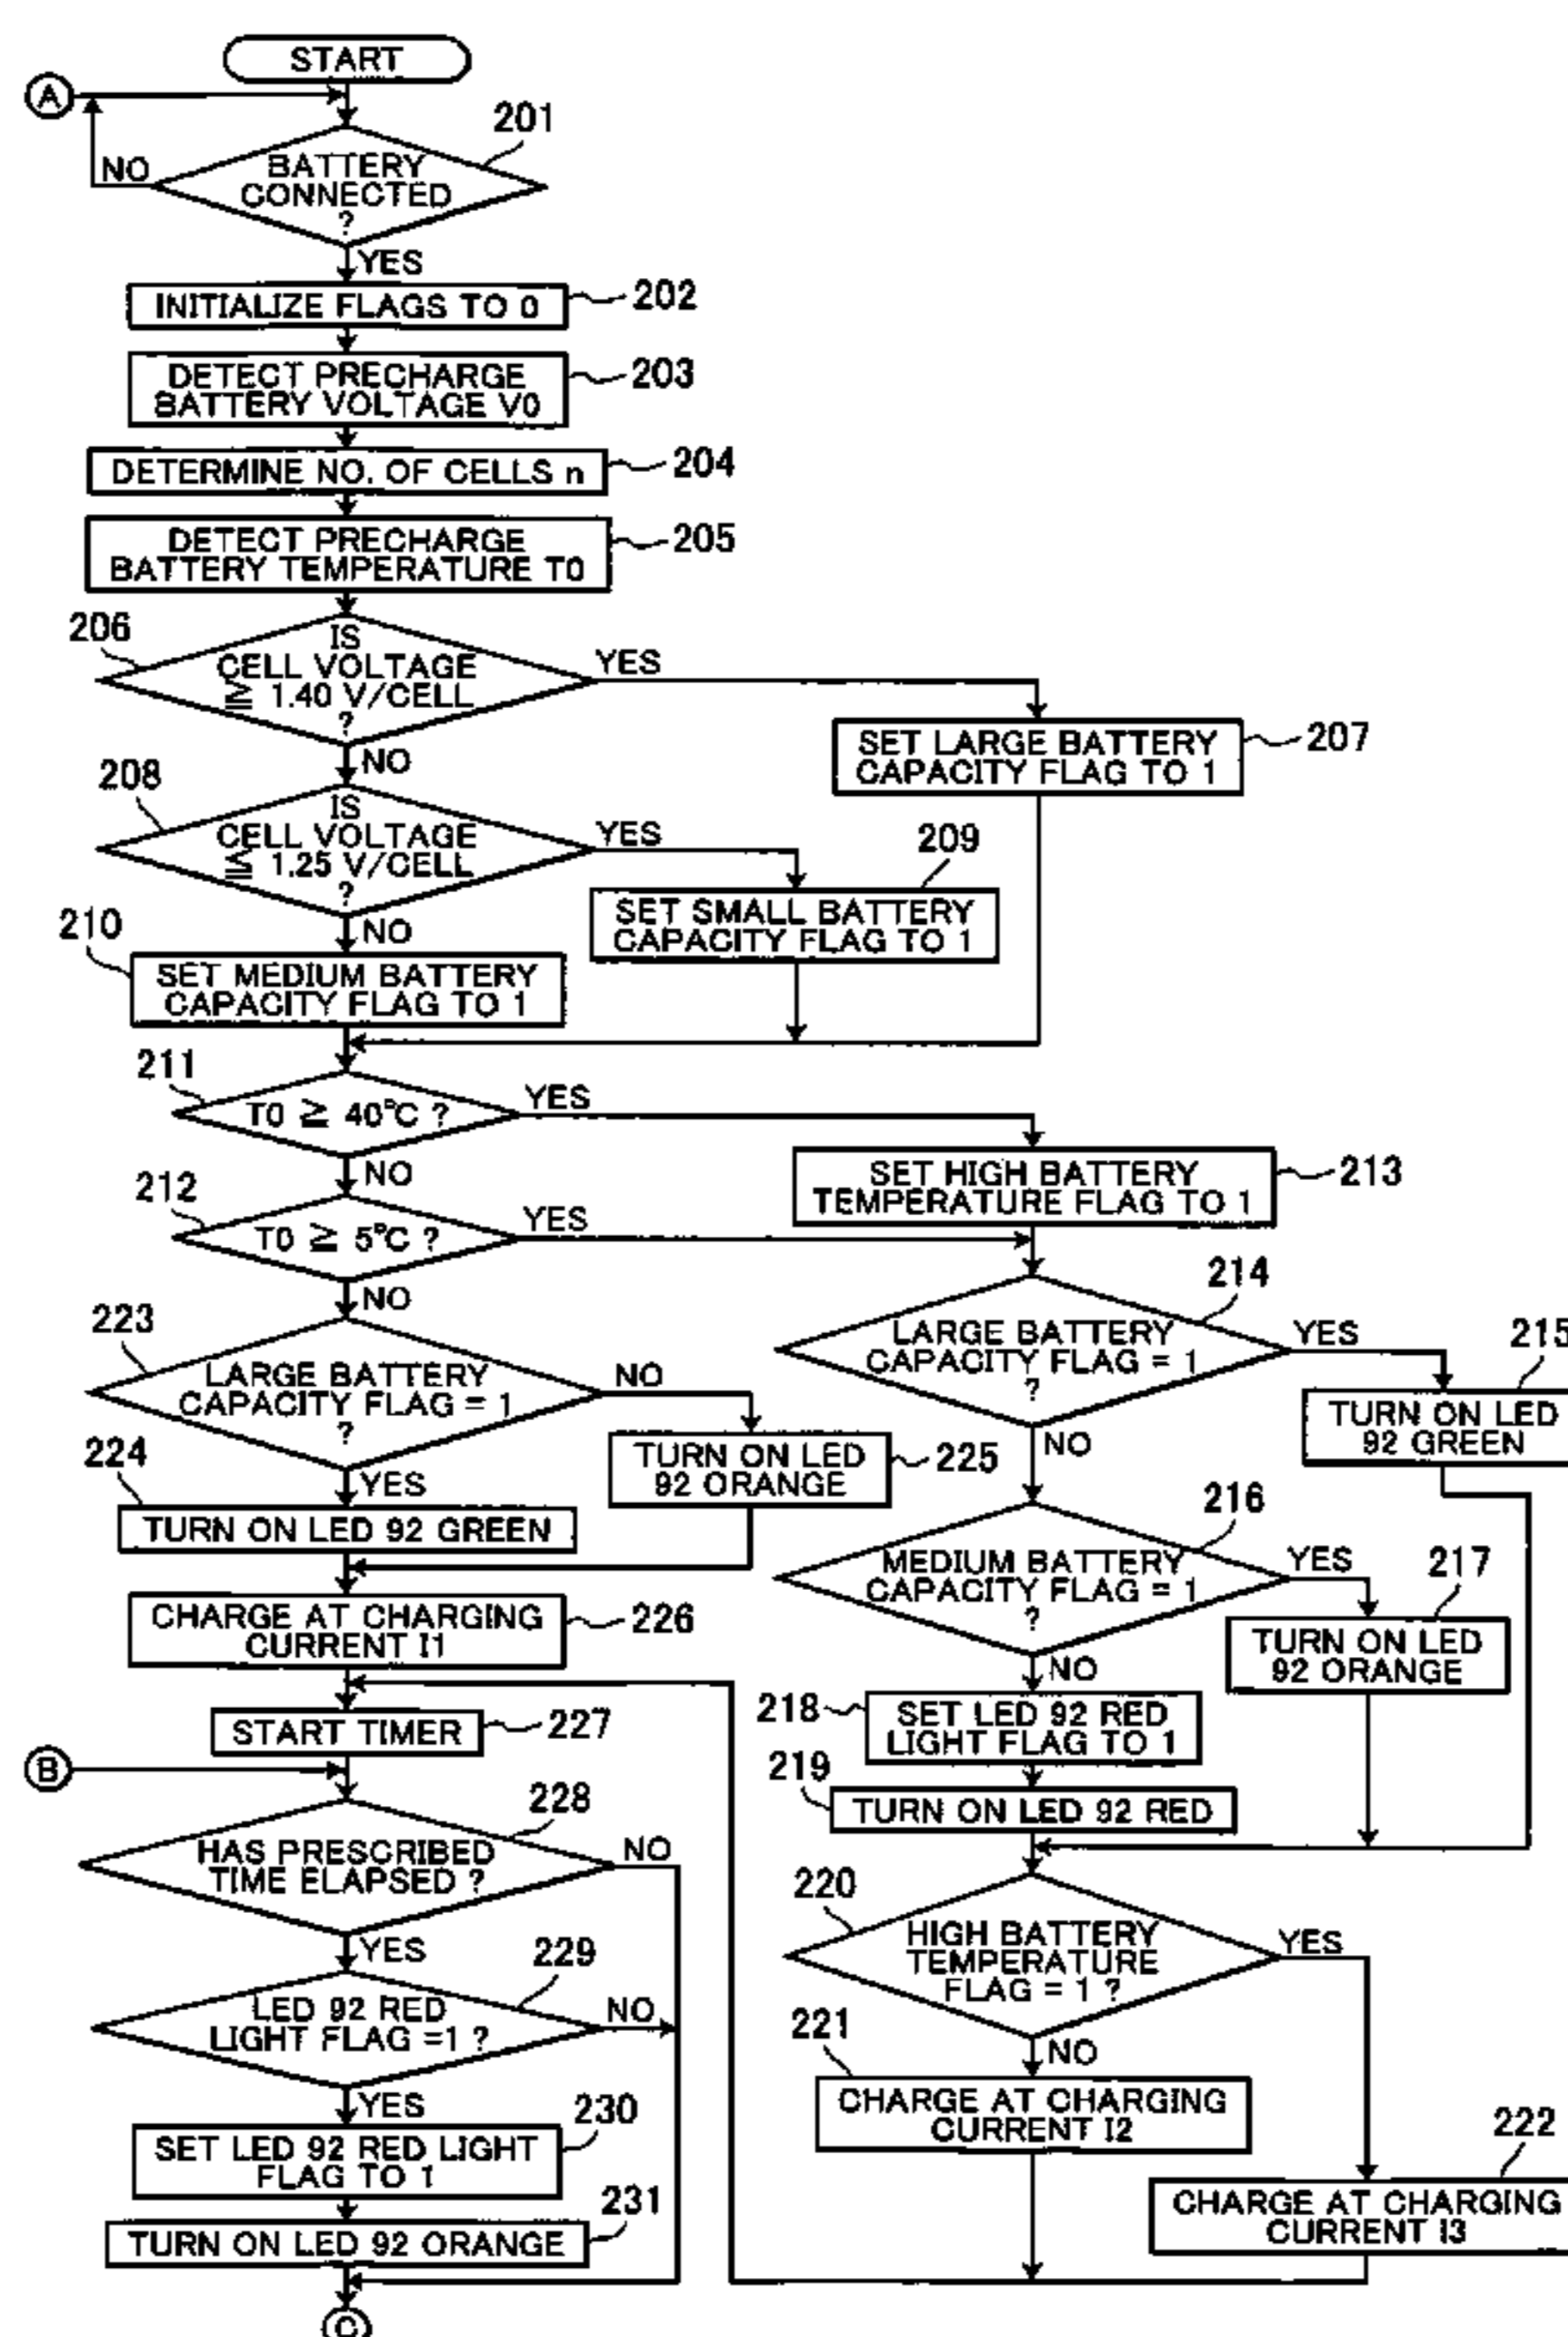 START
A
201
BATTERY
CONNECTED
?
NO
YES
INITIALIZE FLAGS TO 0
202
DETECT PRECHARGE
BATTERY VOLTAGE V0
203
DETERMINE NO. OF CELLS n
204
DETECT PRECHARGE
BATTERY TEMPERATURE T0
205
206
IS
CELL VOLTAGE
≧ 1.40 V/CELL
?
YES
NO
SET LARGE BATTERY
CAPACITY FLAG TO 1
207
208
IS
CELL VOLTAGE
≦ 1.25 V/CELL
?
YES
NO
209
SET SMALL BATTERY
CAPACITY FLAG TO 1
210
SET MEDIUM BATTERY
CAPACITY FLAG TO 1
211
T0 ≧ 40°C ?
YES
NO
SET HIGH BATTERY
TEMPERATURE FLAG TO 1
213
212
T0 ≧ 5°C ?
YES
NO
214
LARGE BATTERY
CAPACITY FLAG = 1
?
YES
NO
215
TURN ON LED
92 GREEN
223
LARGE BATTERY
CAPACITY FLAG = 1
?
NO
YES
TURN ON LED
92 ORANGE
225
224
TURN ON LED 92 GREEN
216
MEDIUM BATTERY
CAPACITY FLAG = 1
?
YES
NO
217
TURN ON LED
92 ORANGE
CHARGE AT CHARGING
CURRENT I1
226
218
SET LED 92 RED
LIGHT FLAG TO 1
START TIMER
227
219
TURN ON LED 92 RED
B
228
HAS PRESCRIBED
TIME ELAPSED ?
NO
YES
220
HIGH BATTERY
TEMPERATURE
FLAG = 1 ?
YES
NO
229
LED 92 RED
LIGHT FLAG =1 ?
NO
YES
221
CHARGE AT CHARGING
CURRENT I2
230
SET LED 92 RED LIGHT
FLAG TO 1
222
CHARGE AT CHARGING
CURRENT I3
231
TURN ON LED 92 ORANGE
C